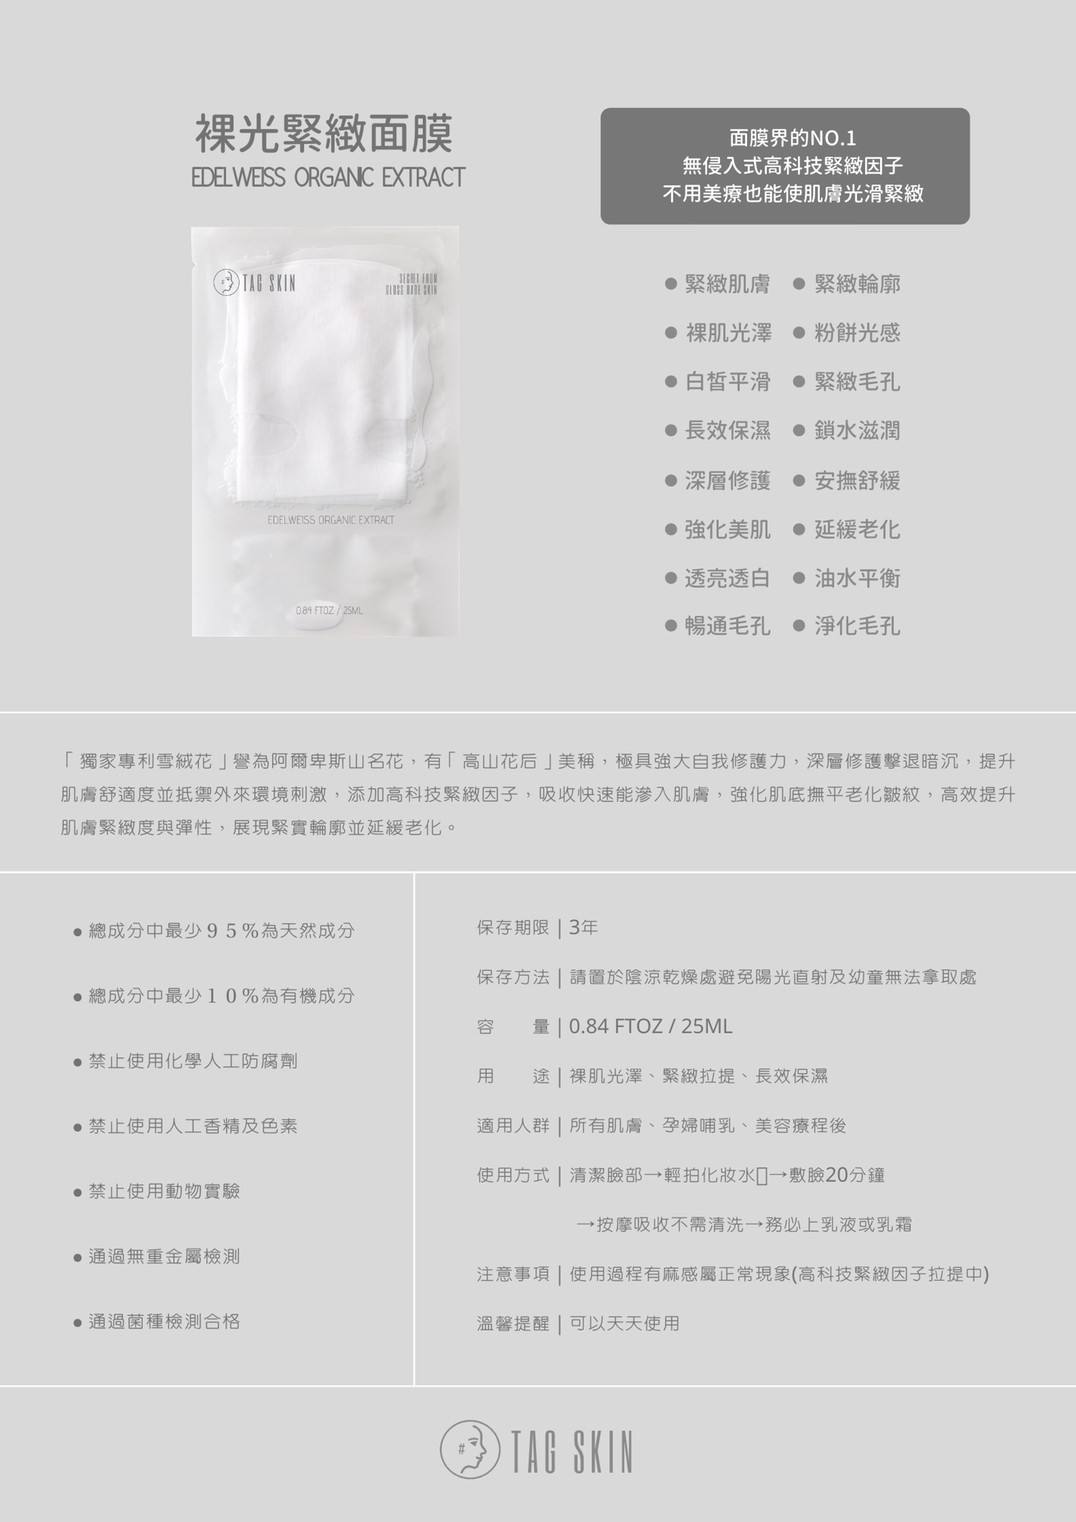 裸光緊緻面膜
EDELWEISS ORGANIC EXTRACT
面膜界的NO.1
無侵入式高科技緊緻因子
不用美療也能使肌膚光滑緊緻
TAG SKIN
SECRET FROM
GLOSS NUDE SKIN
EDELWEISS ORGANIC EXTRACT
0.84 FTOZ / 25ML
● 緊緻肌膚 ● 緊緻輪廓
● 裸肌光澤 ● 粉餅光感
● 白皙平滑 ● 緊緻毛孔
● 長效保濕 ● 鎖水滋潤
● 深層修護 ● 安撫舒緩
● 強化美肌 ● 延緩老化
● 透亮透白 ● 油水平衡
● 暢通毛孔 ● 淨化毛孔
「獨家專利雪絨花」譽為阿爾卑斯山名花，有「高山花后」美稱，極具強大自我修護力，深層修護擊退暗沉，提升
肌膚舒適度並抵禦外來環境刺激，添加高科技緊緻因子，吸收快速能滲入肌膚，強化肌底撫平老化皺紋，高效提升
肌膚緊緻度與彈性，展現緊實輪廓並延緩老化。
● 總成分中最少９５%為天然成分
● 總成分中最少１０%為有機成分
● 禁止使用化學人工防腐劑
● 禁止使用人工香精及色素
● 禁止使用動物實驗
● 通過無重金屬檢測
● 通過菌種檢測合格
保存期限｜3年
保存方法｜請置於陰涼乾燥處避免陽光直射及幼童無法拿取處
容　　量｜0.84 FTOZ / 25ML
用　　途｜裸肌光澤、緊緻拉提、長效保濕
適用人群｜所有肌膚、孕婦哺乳、美容療程後
使用方式｜清潔臉部→輕拍化妝水→敷臉20分鐘
→按摩吸收不需清洗→務必上乳液或乳霜
注意事項｜使用過程有麻感屬正常現象(高科技緊緻因子拉提中)
溫馨提醒｜可以天天使用
# TAG SKIN